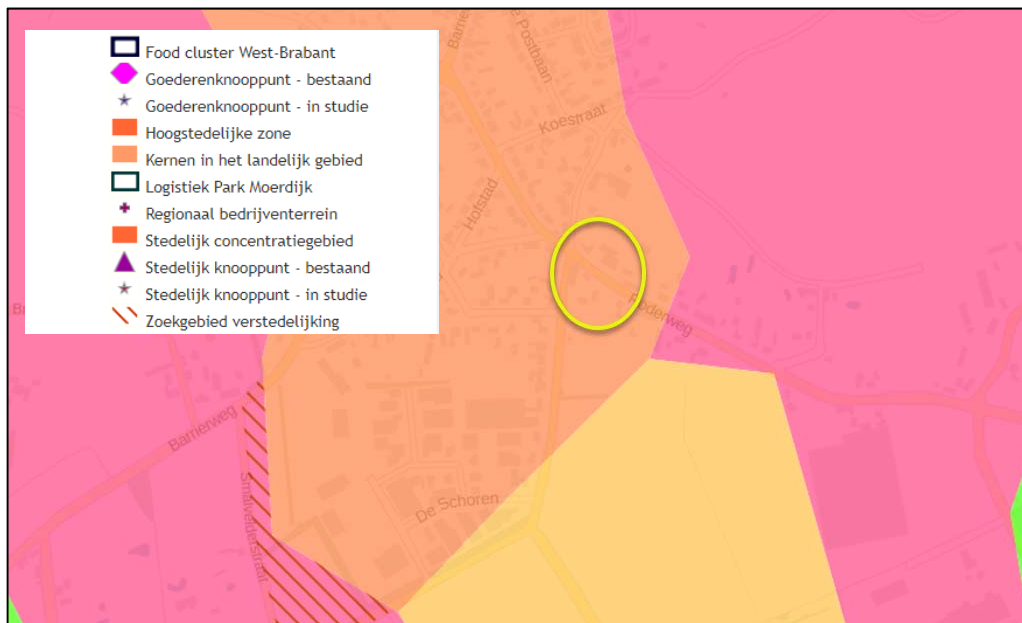 Food cluster West-Brabant
Goederenknooppunt - bestaand
Goederenknooppunt - in studie
Hoogstedelijke zone
Kernen in het landelijk gebied
Logistiek Park Moerdijk
Regionaal bedrijventerrein
Stedelijk concentratiegebied
Stedelijk knooppunt - bestaand
Stedelijk knooppunt - in studie
Zoekgebied verstedelijking
Postbaan
Koestraat
Hofstad
Roderweg
Barrierweg
Smalvelderstraat
De Schoren